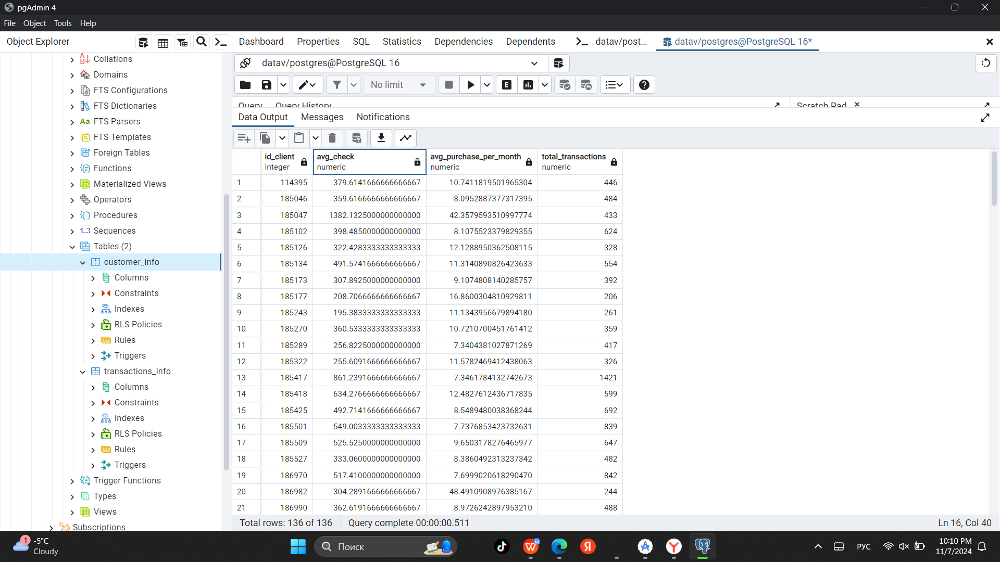 pgAdmin 4
File Object Tools Help
Object Explorer
Dashboard Properties SQL Statistics Dependencies Dependents datav/post... datav/postgres@PostgreSQL 16*
Collations
Domains
FTS Configurations
FTS Dictionaries
Aa FTS Parsers
FTS Templates
Foreign Tables
Functions
Materialized Views
Operators
Procedures
1..3 Sequences
Tables (2)
customer_info
Columns
Constraints
Indexes
RLS Policies
Rules
Triggers
transactions_info
Columns
Constraints
Indexes
RLS Policies
Rules
Triggers
Trigger Functions
Types
Views
Subscriptions
datav/postgres@PostgreSQL 16
No limit
E
Query Query History Scratch Pad
Data Output Messages Notifications
id_client avg_check avg_purchase_per_month total_transactions
integer numeric numeric numeric
1 114395 379.6141666666666667 10.7411819501965304 446
2 185046 359.6166666666666667 8.0952887377317395 484
3 185047 1382.1325000000000000 42.3579593510997774 433
4 185102 398.4850000000000000 8.1075523379829355 624
5 185126 322.4283333333333333 12.1288950362508115 328
6 185134 491.5741666666666667 11.3140890826423633 554
7 185173 307.8925000000000000 9.1074808140285757 392
8 185177 208.7066666666666667 16.8600304810929811 206
9 185243 195.3833333333333333 11.1343956679894180 261
10 185270 360.5333333333333333 10.7210700451761412 359
11 185289 256.8225000000000000 7.3404381027871269 417
12 185322 255.6091666666666667 11.5782469412438063 326
13 185417 861.2391666666666667 7.3461784132742673 1421
14 185418 634.2766666666666667 12.4827612436717835 599
15 185425 492.7141666666666667 8.5489480038368244 692
16 185501 549.0033333333333333 7.7376853423732631 839
17 185509 525.5250000000000000 9.6503178276465977 647
18 185527 333.0600000000000000 8.3860492313237342 482
19 186970 517.4100000000000000 7.6999020618290470 842
20 186982 304.2891666666666667 48.4910908976385167 244
21 186990 362.6191666666666667 8.9726242897953210 488
Total rows: 136 of 136 Query complete 00:00:00.511 Ln 16, Col 40
1
-5°C
Cloudy
Поиск
Я
РУС
10:10 PM
11/7/2024